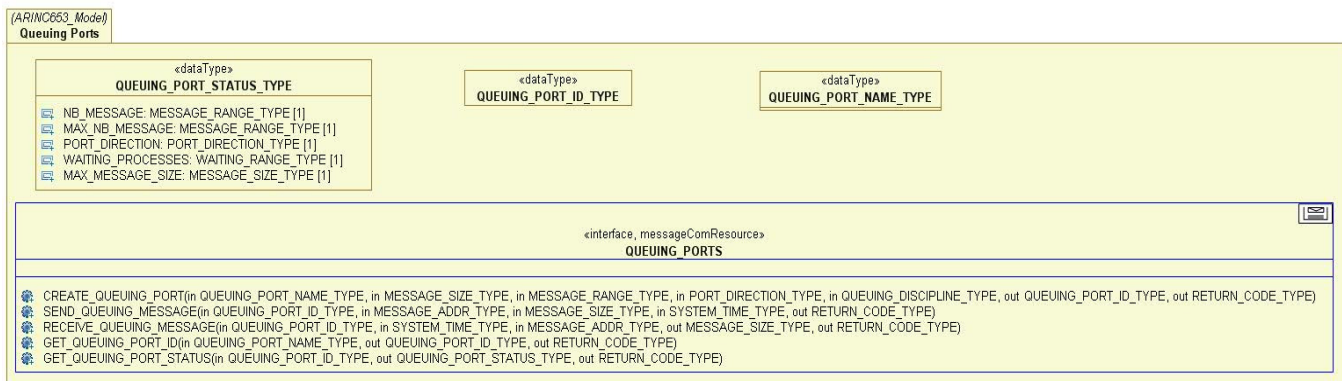 (ARINC653_Model)
Queuing Ports
«dataType»
QUEUING_PORT_STATUS_TYPE
NB_MESSAGE: MESSAGE_RANGE_TYPE [1]
MAX_NB_MESSAGE: MESSAGE_RANGE_TYPE [1]
PORT_DIRECTION: PORT_DIRECTION_TYPE [1]
WAITING_PROCESSES: WAITING_RANGE_TYPE [1]
MAX_MESSAGE_SIZE: MESSAGE_SIZE_TYPE [1]
«dataType»
QUEUING_PORT_ID_TYPE
«dataType»
QUEUING_PORT_NAME_TYPE
«interface, messageComResource»
QUEUING_PORTS
CREATE_QUEUING_PORT(in QUEUING_PORT_NAME_TYPE, in MESSAGE_SIZE_TYPE, in MESSAGE_RANGE_TYPE, in PORT_DIRECTION_TYPE, in QUEUING_DISCIPLINE_TYPE, out QUEUING_PORT_ID_TYPE, out RETURN_CODE_TYPE)
SEND_QUEUING_MESSAGE(in QUEUING_PORT_ID_TYPE, in MESSAGE_ADDR_TYPE, in MESSAGE_SIZE_TYPE, in SYSTEM_TIME_TYPE, out RETURN_CODE_TYPE)
RECEIVE_QUEUING_MESSAGE(in QUEUING_PORT_ID_TYPE, in SYSTEM_TIME_TYPE, in MESSAGE_ADDR_TYPE, out MESSAGE_SIZE_TYPE, out RETURN_CODE_TYPE)
GET_QUEUING_PORT_ID(in QUEUING_PORT_NAME_TYPE, out QUEUING_PORT_ID_TYPE, out RETURN_CODE_TYPE)
GET_QUEUING_PORT_STATUS(in QUEUING_PORT_ID_TYPE, out QUEUING_PORT_STATUS_TYPE, out RETURN_CODE_TYPE)